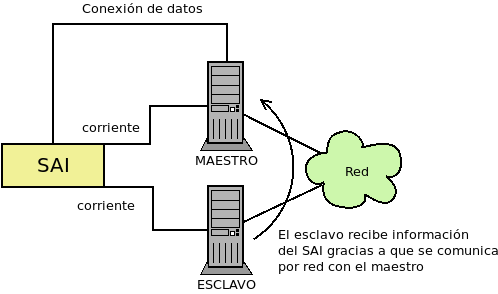 Conexión de datos
corriente
MAESTRO
SAI
Red
corriente
El esclavo recibe información
del SAI gracias a que se comunica
por red con el maestro
ESCLAVO